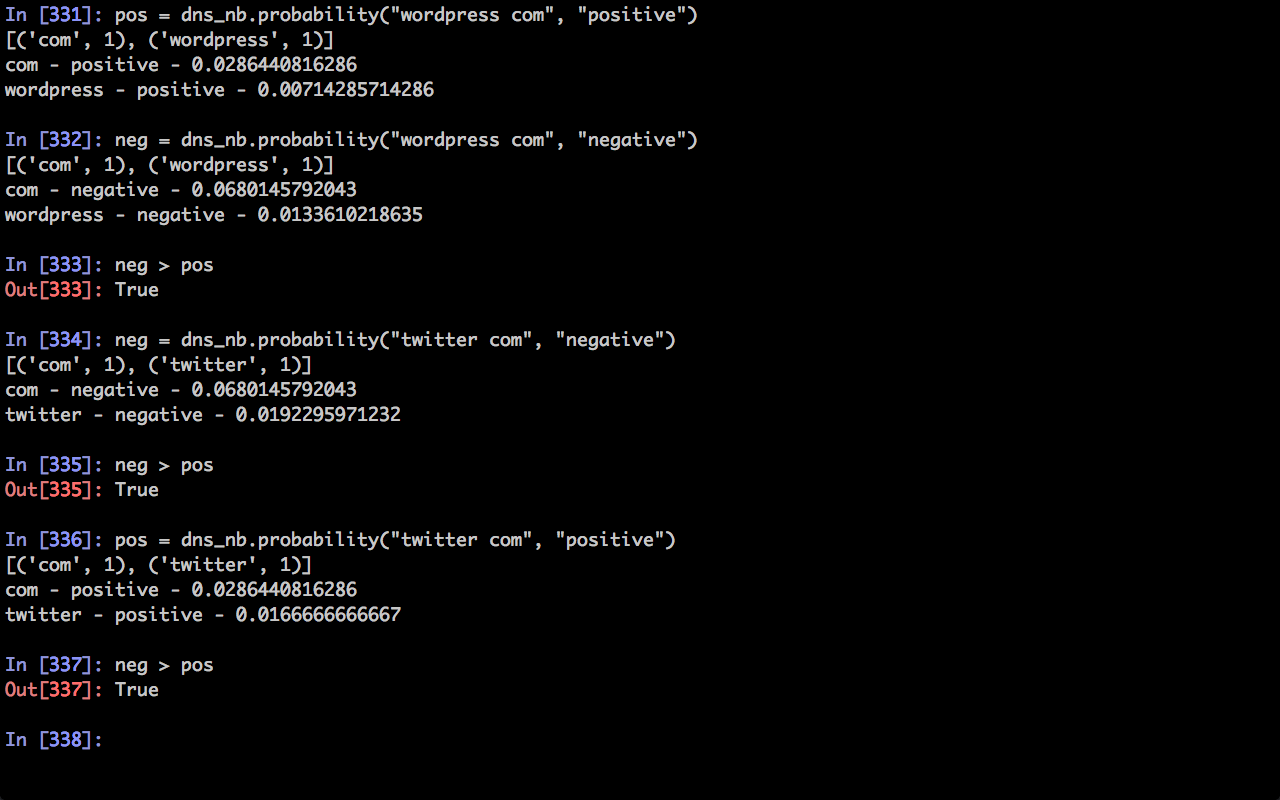 In [331]: pos = dns_nb.probability("wordpress com", "positive")
[('com', 1), ('wordpress', 1)]
com - positive - 0.0286440816286
wordpress - positive - 0.00714285714286
In [332]: neg = dns_nb.probability("wordpress com", "negative")
[('com', 1), ('wordpress', 1)]
com - negative - 0.0680145792043
wordpress - negative - 0.0133610218635
In [333]: neg > pos
Out[333]: True
In [334]: neg = dns_nb.probability("twitter com", "negative")
[('com', 1), ('twitter', 1)]
com - negative - 0.0680145792043
twitter - negative - 0.0192295971232
In [335]: neg > pos
Out[335]: True
In [336]: pos = dns_nb.probability("twitter com", "positive")
[('com', 1), ('twitter', 1)]
com - positive - 0.0286440816286
twitter - positive - 0.0166666666667
In [337]: neg > pos
Out[337]: True
In [338]: